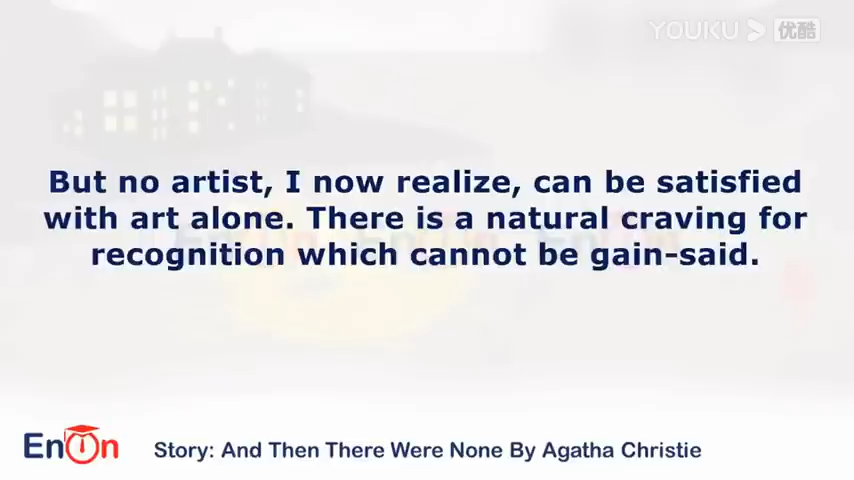 YOUKU 优酷
But no artist, I now realize, can be satisfied
with art alone. There is a natural craving for
recognition which cannot be gain-said.
EnOn
Story: And Then There Were None By Agatha Christie